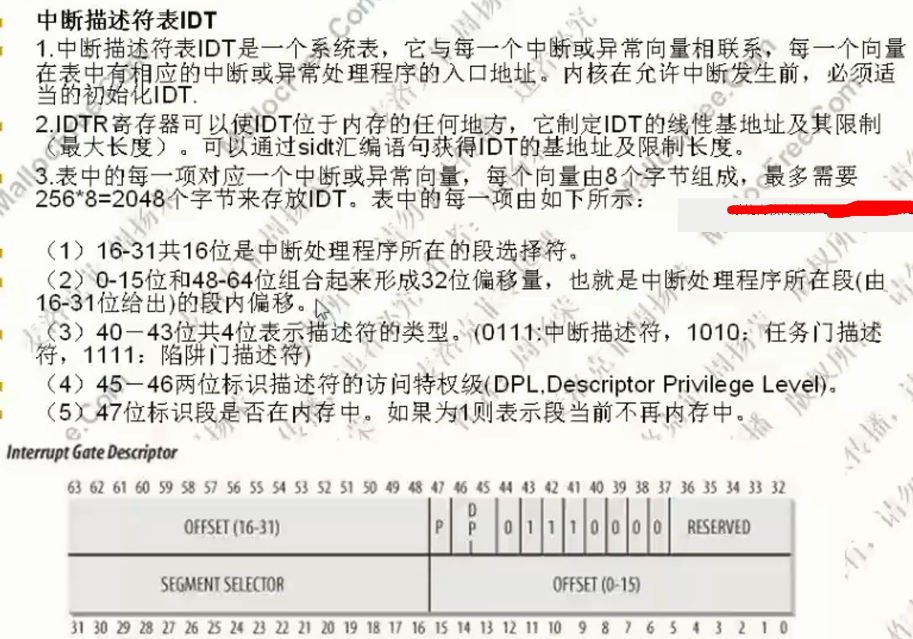 中断描述符表IDT
1.中断描述符表IDT是一个系统表，它与每一个中断或异常向量相联系，每一个向量
在表中有相应的中断或异常处理程序的入口地址。内核在允许中断发生前，必须适
当的初始化IDT.
2.IDTR寄存器可以使IDT位于内存的任何地方，它制定IDT的线性基地址及其限制
（最大长度）。可以通过sidt汇编语句获得IDT的基地址及限制长度。
3.表中的每一项对应一个中断或异常向量，每个向量由8个字节组成，最多需要
256*8=2048个字节来存放IDT。表中的每一项由如下所示：
（1）16-31共16位是中断处理程序所在的段选择符。
（2）0-15位和48-64位组合起来形成32位偏移量，也就是中断处理程序所在段(由
16-31位给出)的段内偏移。
（3）40－43位共4位表示描述符的类型。(0111:中断描述符，1010：任务门描述
符，1111：陷阱门描述符)
（4）45－46两位标识描述符的访问特权级(DPL,Descriptor Privilege Level)。
（5）47位标识段是否在内存中。如果为1则表示段当前不再内存中。
Interrupt Gate Descriptor
63 62 61 60 59 58 57 56 55 54 53 52 51 50 49 48 47 46 45 44 43 42 41 40 39 38 37 36 35 34 33 32
OFFSET (16-31) P DPL 0 1 1 1 0 0 0 0 RESERVED
SEGMENT SELECTOR OFFSET (0-15)
31 30 29 28 27 26 25 24 23 22 21 20 19 18 17 16 15 14 13 12 11 10 9 8 7 6 5 4 3 2 1 0